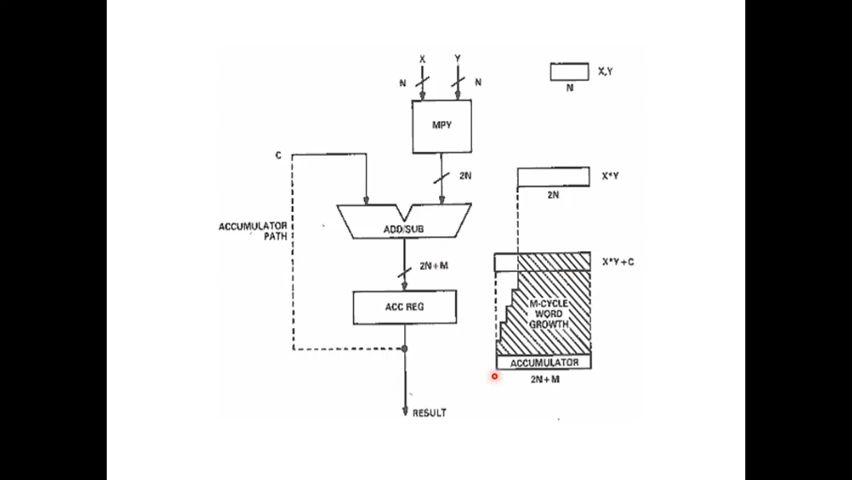 X Y
N N
MPY
C
2N
ACCUMULATOR
PATH
ADD/SUB
2N+M
ACC REG
RESULT
X,Y
N
X*Y
2N
X*Y+C
M-CYCLE
WORD
GROWTH
ACCUMULATOR
2N+M